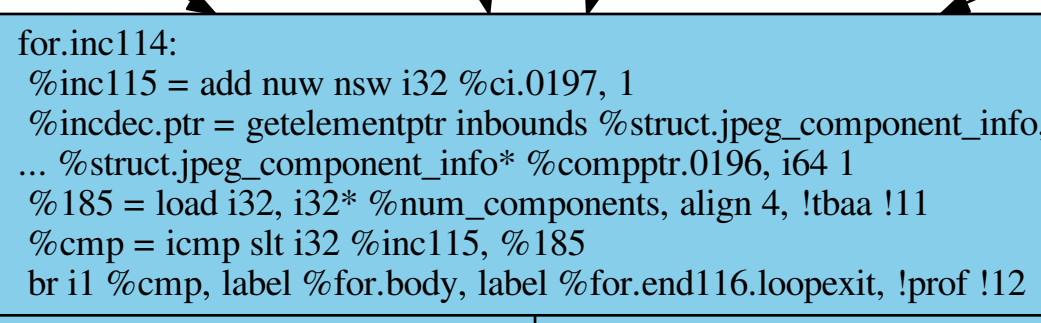 for.inc114:
%inc115 = add nuw nsw i32 %ci.0197, 1
%incdec.ptr = getelementptr inbounds %struct.jpeg_component_info,
... %struct.jpeg_component_info* %compptr.0196, i64 1
%185 = load i32, i32* %num_components, align 4, !tbaa !11
%cmp = icmp slt i32 %inc115, %185
br i1 %cmp, label %for.body, label %for.end116.loopexit, !prof !12